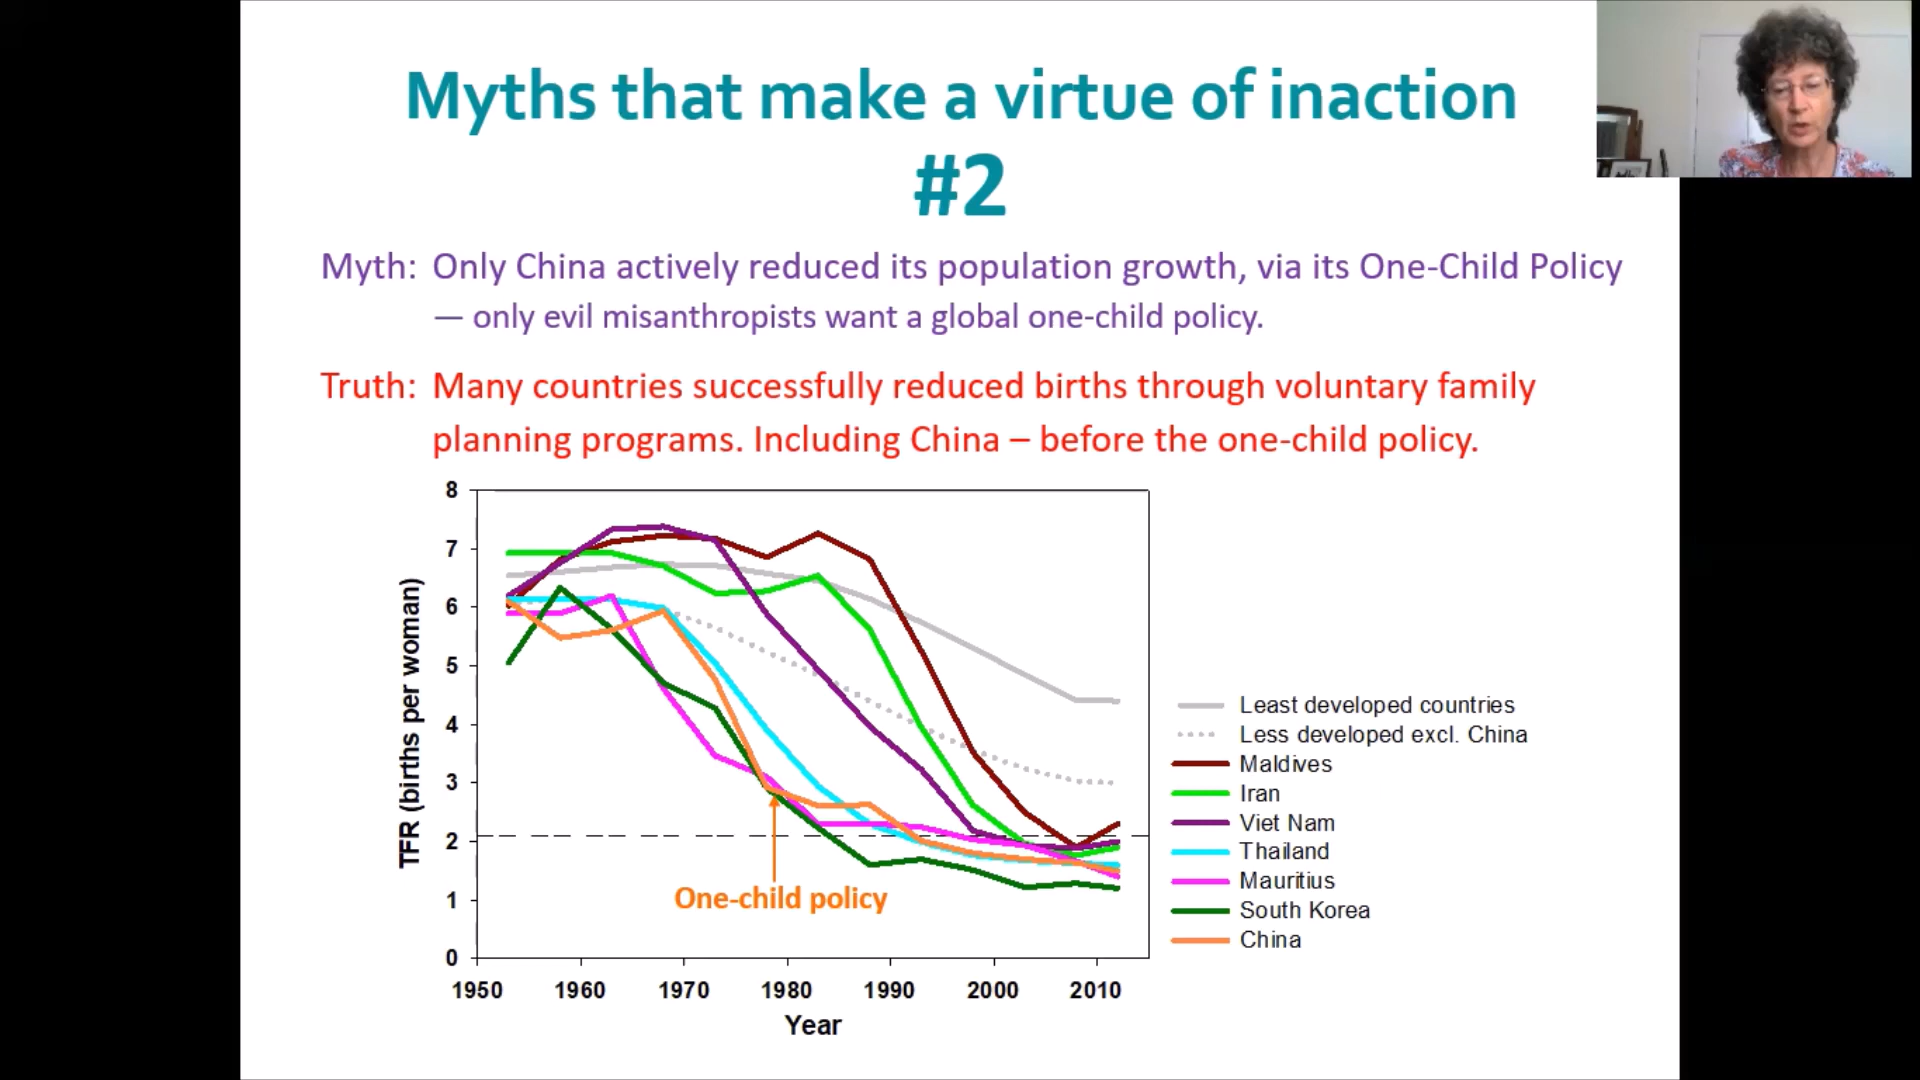 Myths that make a virtue of inaction
#2
Myth: Only China actively reduced its population growth, via its One-Child Policy
— only evil misanthropists want a global one-child policy.
Truth: Many countries successfully reduced births through voluntary family
planning programs. Including China – before the one-child policy.
8
7
6
5
4
3
2
1
0
TFR (births per woman)
One-child policy
1950 1960 1970 1980 1990 2000 2010
Year
Least developed countries
Less developed excl. China
Maldives
Iran
Viet Nam
Thailand
Mauritius
South Korea
China